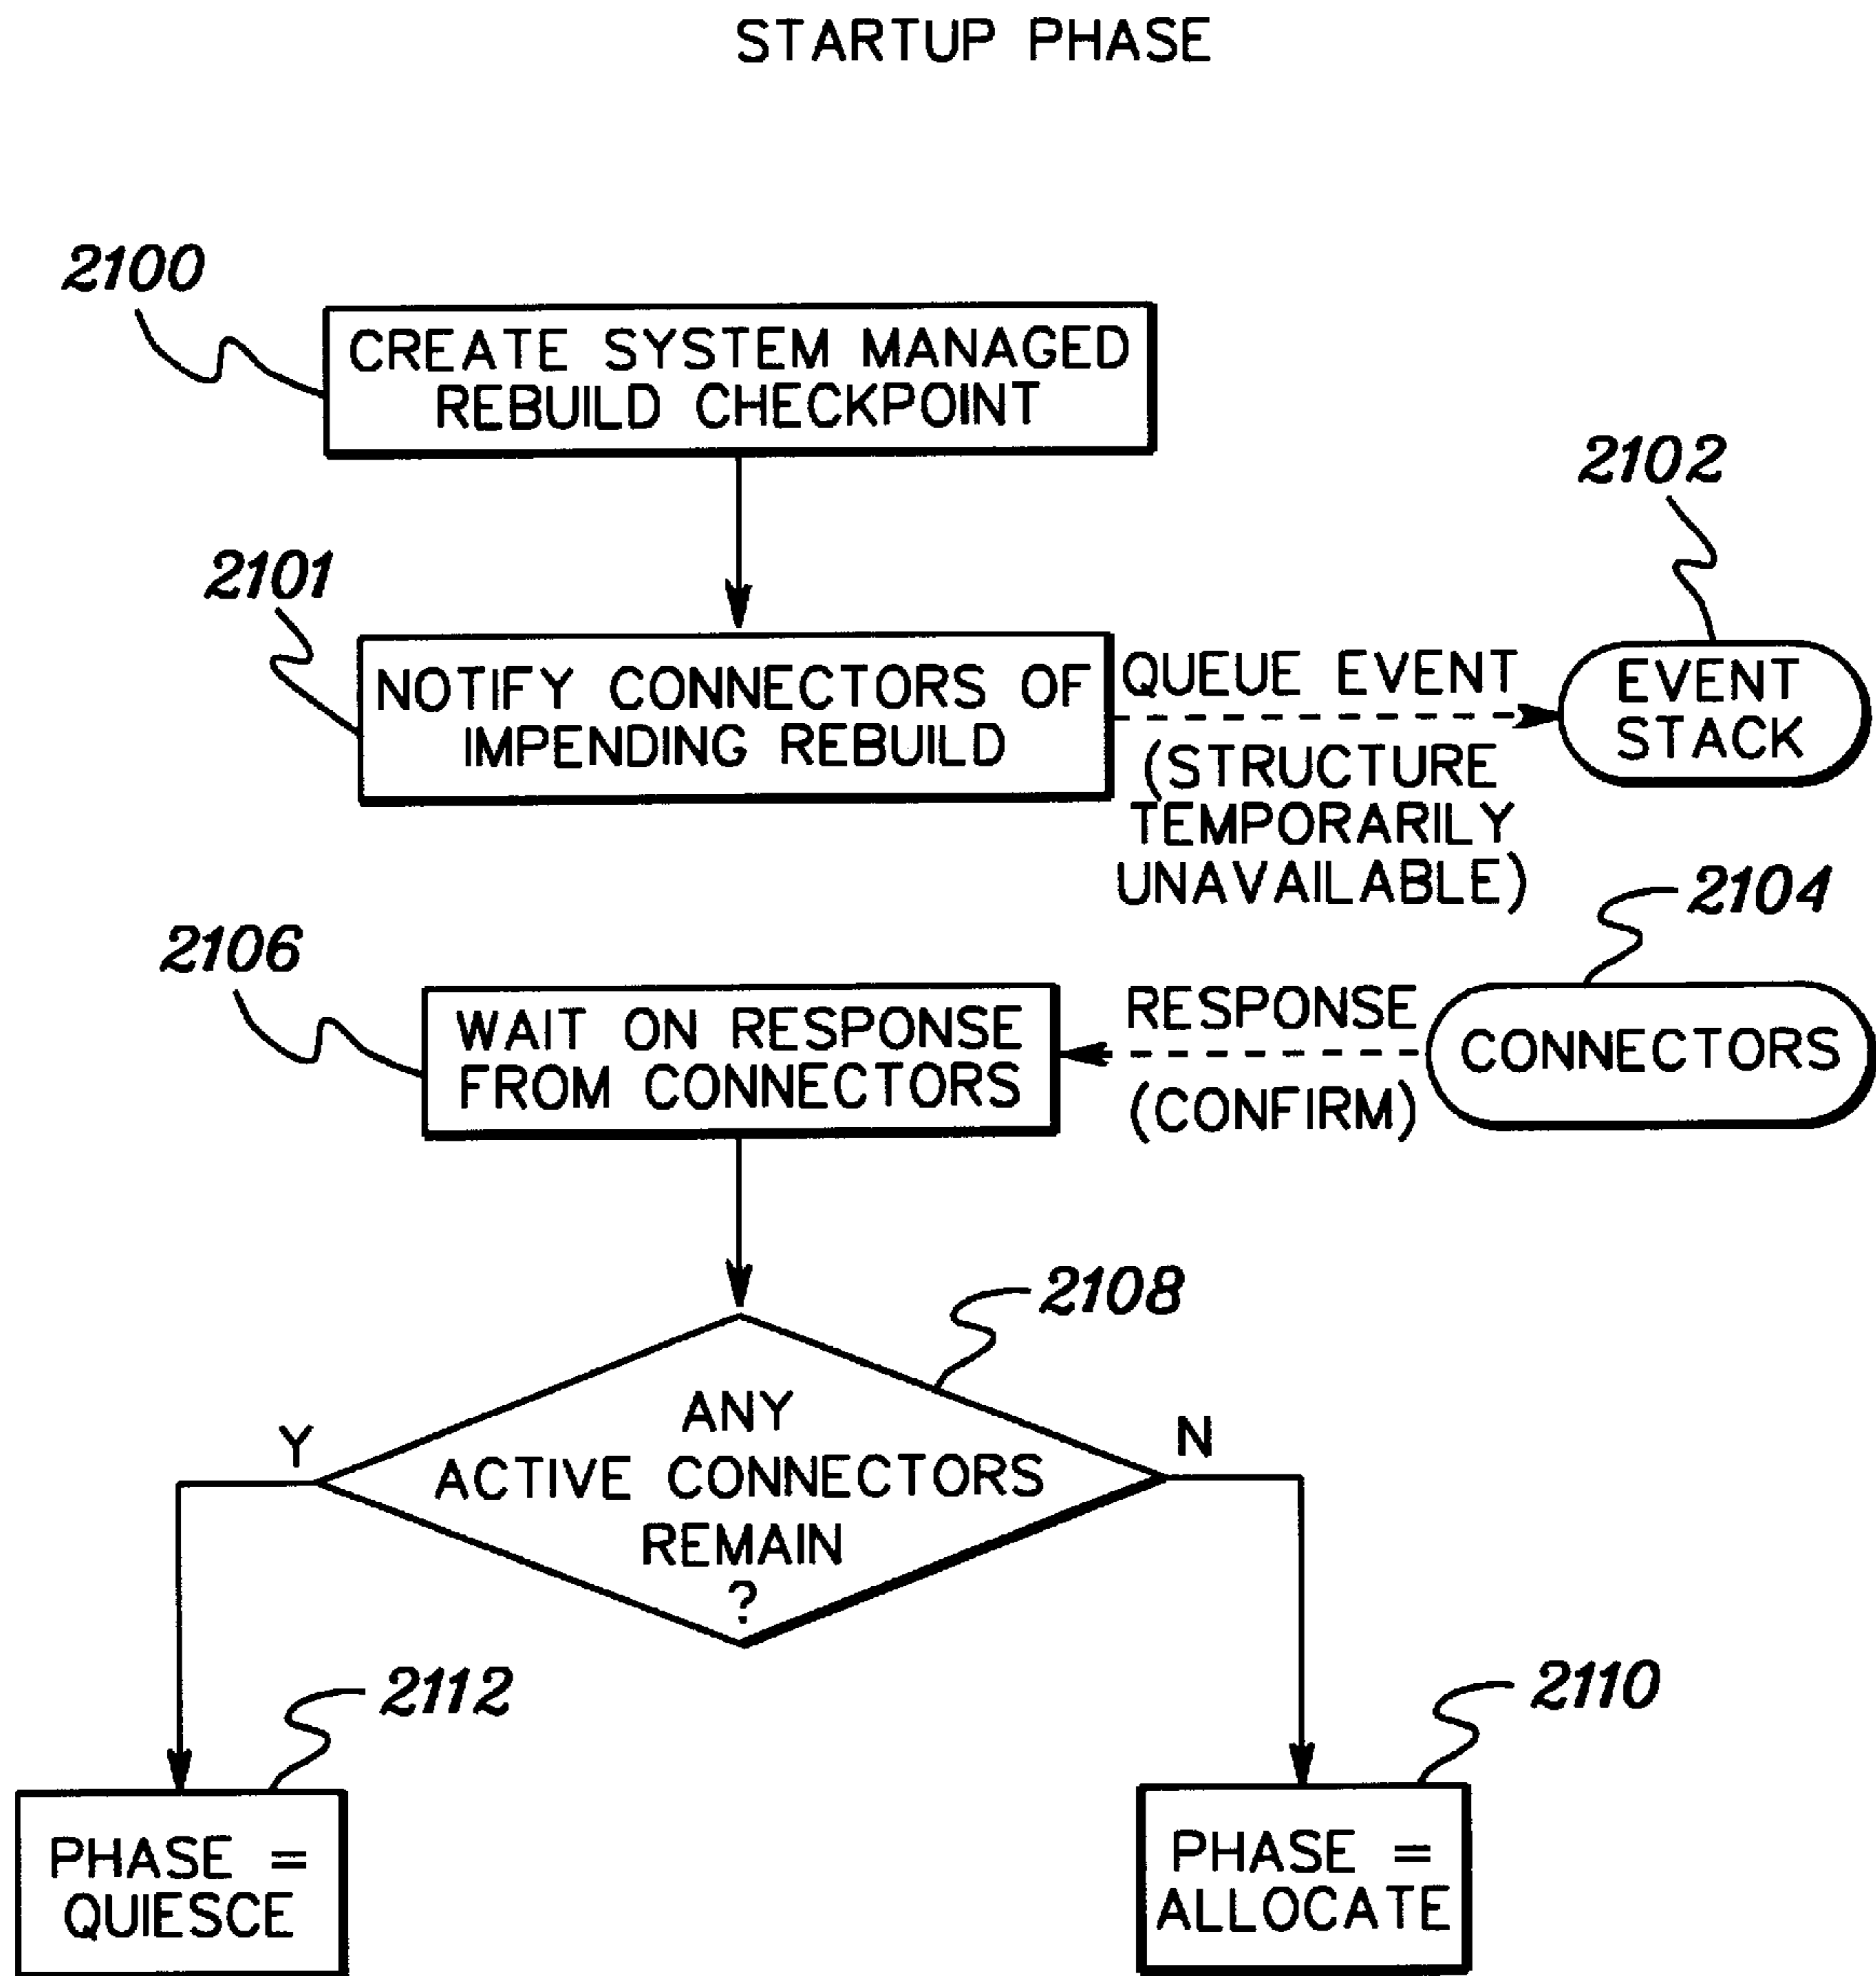 STARTUP PHASE
2100
CREATE SYSTEM MANAGED
REBUILD CHECKPOINT
2102
2101
NOTIFY CONNECTORS OF
IMPENDING REBUILD
QUEUE EVENT
(STRUCTURE
TEMPORARILY
UNAVAILABLE)
EVENT
STACK
2104
2106
WAIT ON RESPONSE
FROM CONNECTORS
RESPONSE
(CONFIRM)
CONNECTORS
2108
ANY
ACTIVE CONNECTORS
REMAIN
?
Y
N
2112
2110
PHASE =
QUIESCE
PHASE =
ALLOCATE